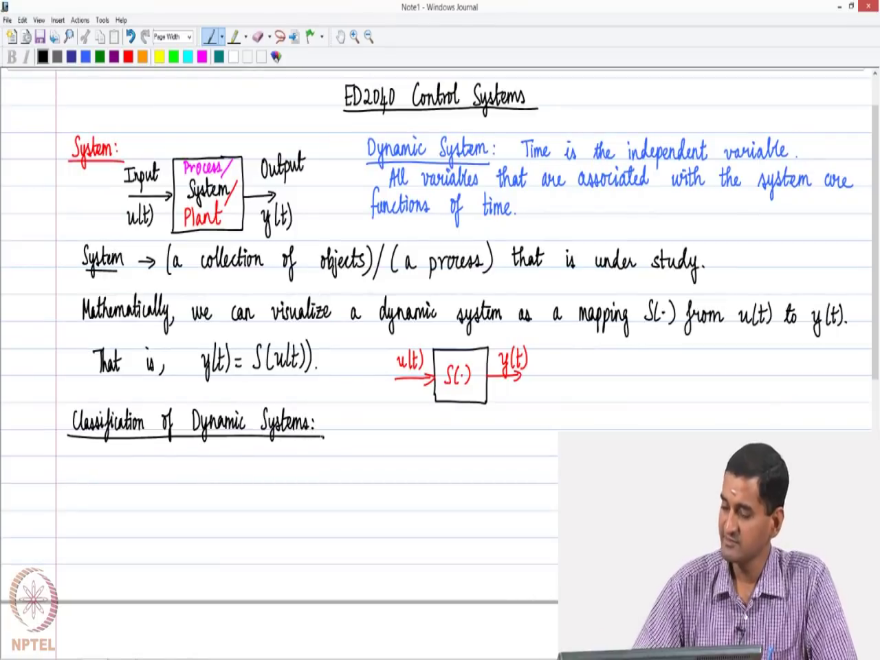 Note1 - Windows Journal
File Edit View Insert Actions Tools Help
Page Width
B I
ED2040 Control Systems
System:
Input
u(t)
Process/
System/
Plant
Output
y(t)
Dynamic System: Time is the independent variable.
All variables that are associated with the system are
functions of time.
System → (a collection of objects)/(a process) that is under study.
Mathematically, we can visualize a dynamic system as a mapping S(·) from u(t) to y(t).
That is, y(t) = S(u(t)).
u(t) S(·) y(t)
Classification of Dynamic Systems:
NPTEL